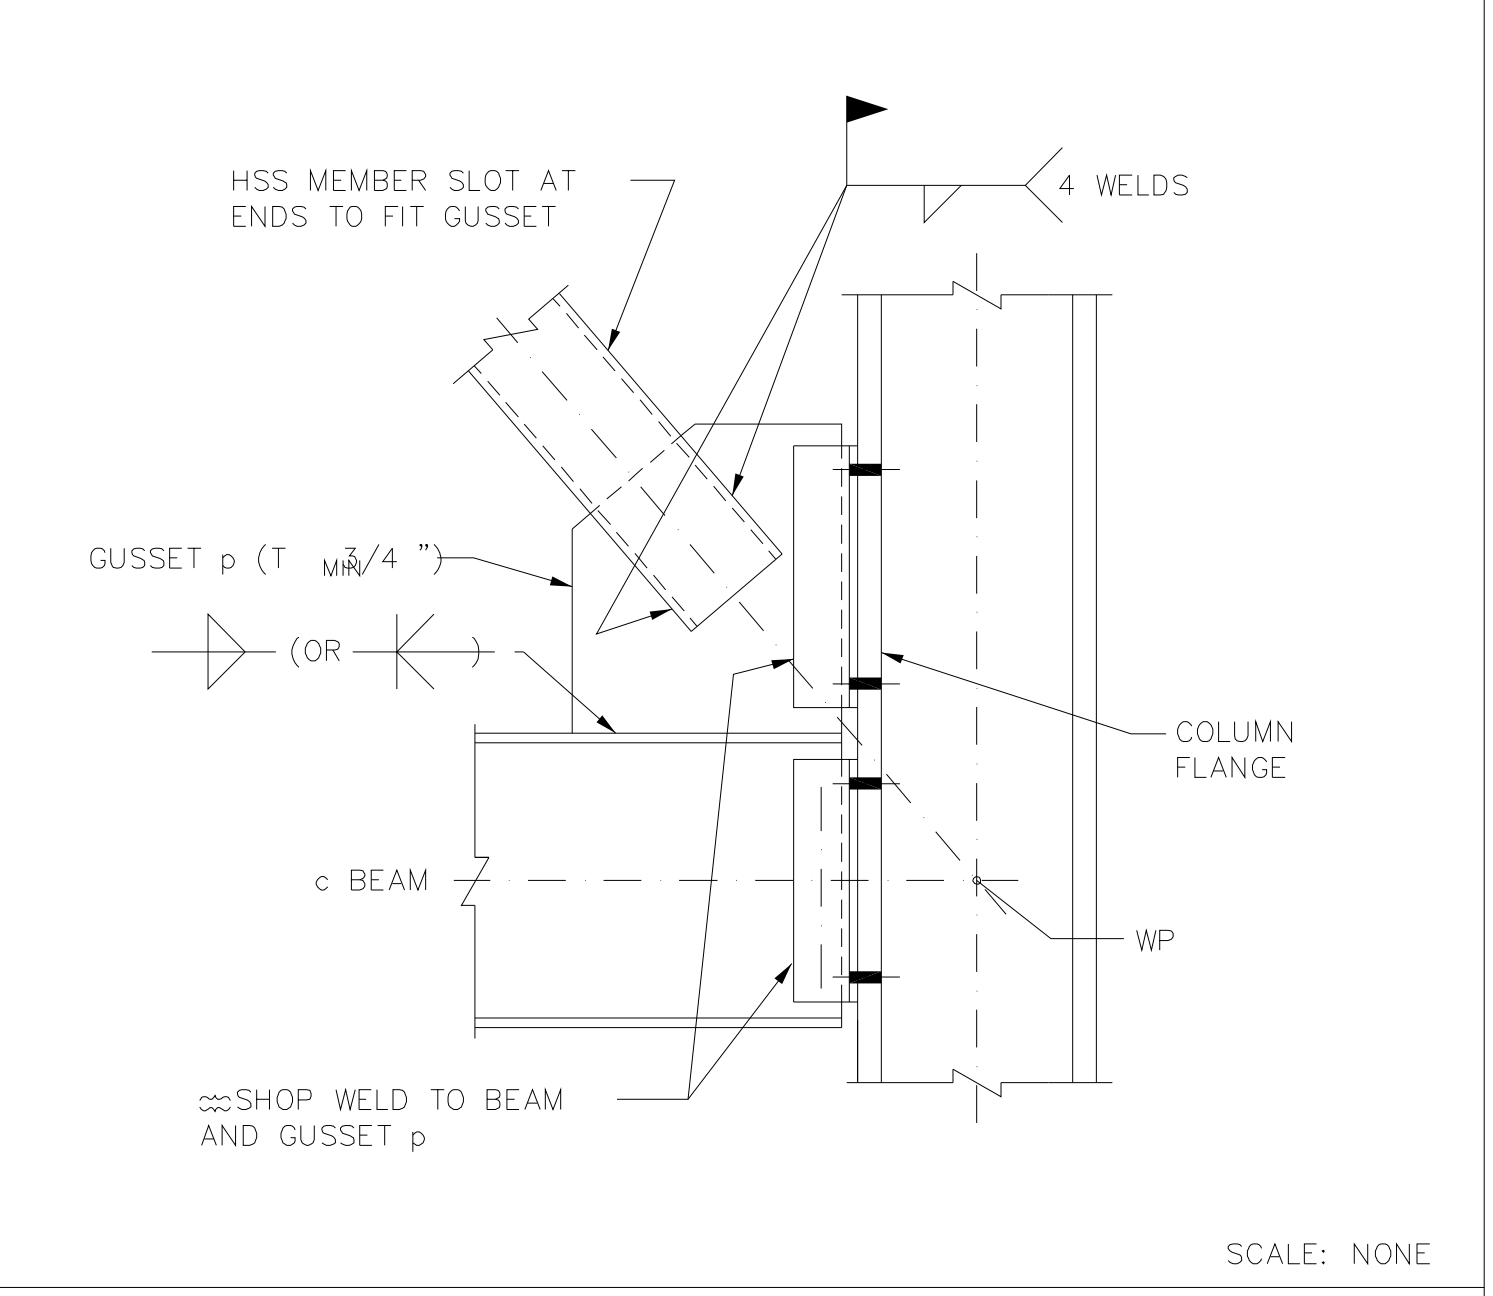 HSS MEMBER SLOT AT
ENDS TO FIT GUSSET
4 WELDS
GUSSET p (T MIN 3/4 ")
(OR )
COLUMN
FLANGE
c BEAM
WP
SHOP WELD TO BEAM
AND GUSSET p
SCALE: NONE